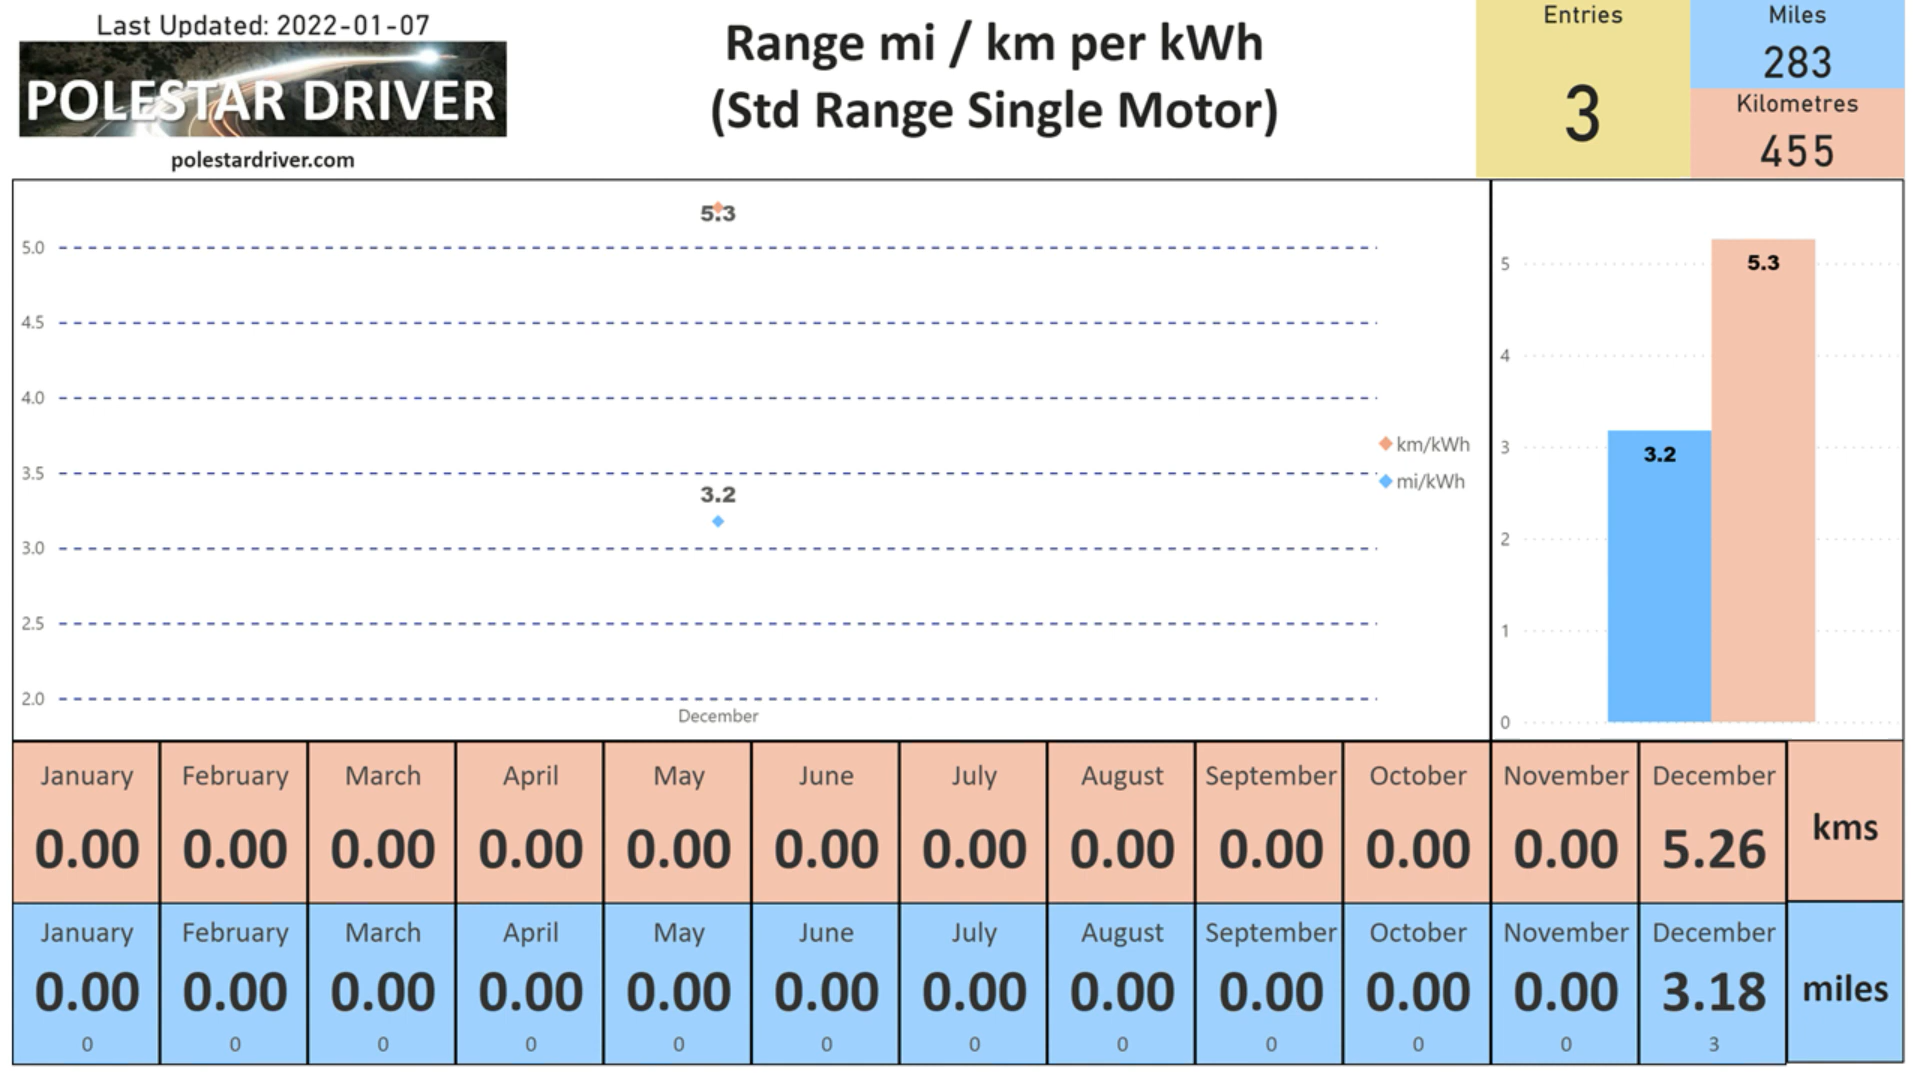 Last Updated: 2022-01-07
POLESTAR DRIVER
polestardriver.com
Range mi / km per kWh
(Std Range Single Motor)
Entries
3
Miles
283
Kilometres
455
5.3
5.0
4.5
4.0
3.5
3.2
3.0
2.5
2.0
December
km/kWh
mi/kWh
5
4
3
2
1
0
5.3
3.2
January February March April May June July August September October November December
0.00 0.00 0.00 0.00 0.00 0.00 0.00 0.00 0.00 0.00 0.00 5.26
kms
January February March April May June July August September October November December
0.00 0.00 0.00 0.00 0.00 0.00 0.00 0.00 0.00 0.00 0.00 3.18
miles
0 0 0 0 0 0 0 0 0 0 0 3